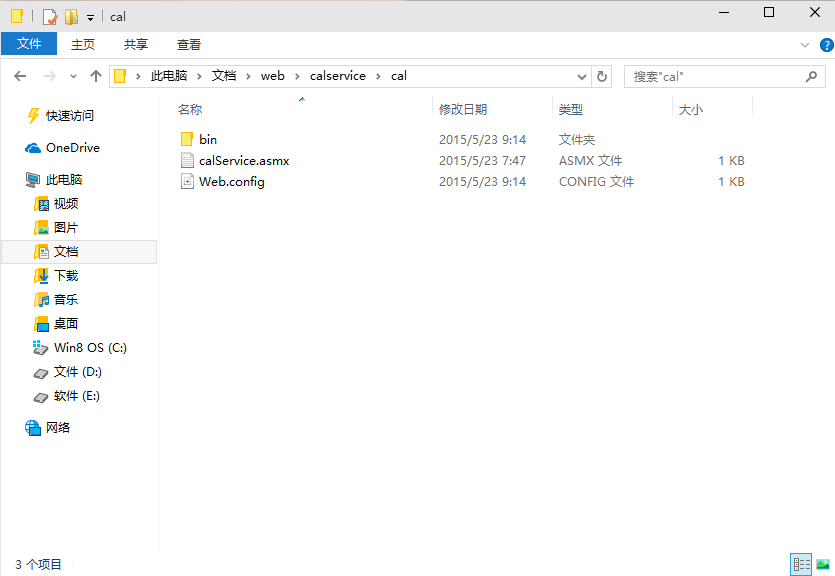 cal
文件 主页 共享 查看
此电脑 › 文档 › web › calservice › cal 搜索"cal"
名称 修改日期 类型 大小
快速访问
OneDrive
此电脑
视频
图片
文档
下载
音乐
桌面
Win8 OS (C:)
文件 (D:)
软件 (E:)
网络
bin 2015/5/23 9:14 文件夹
calService.asmx 2015/5/23 7:47 ASMX 文件 1 KB
Web.config 2015/5/23 9:14 CONFIG 文件 1 KB
3 个项目